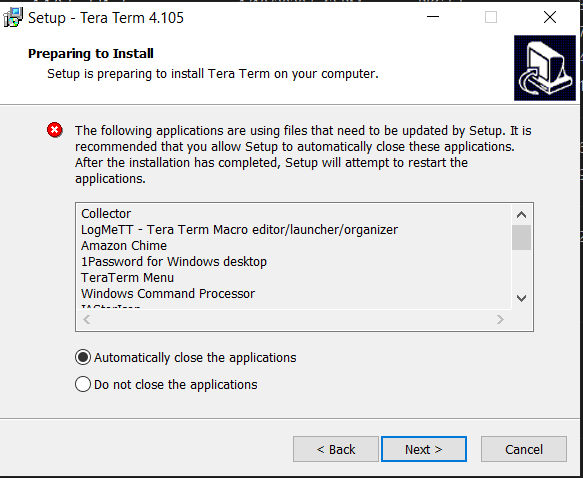 Setup - Tera Term 4.105
Preparing to Install
Setup is preparing to install Tera Term on your computer.
The following applications are using files that need to be updated by Setup. It is
recommended that you allow Setup to automatically close these applications.
After the installation has completed, Setup will attempt to restart the
applications.
Collector
LogMeTT - Tera Term Macro editor/launcher/organizer
Amazon Chime
1Password for Windows desktop
TeraTerm Menu
Windows Command Processor
Automatically close the applications
Do not close the applications
< Back
Next >
Cancel